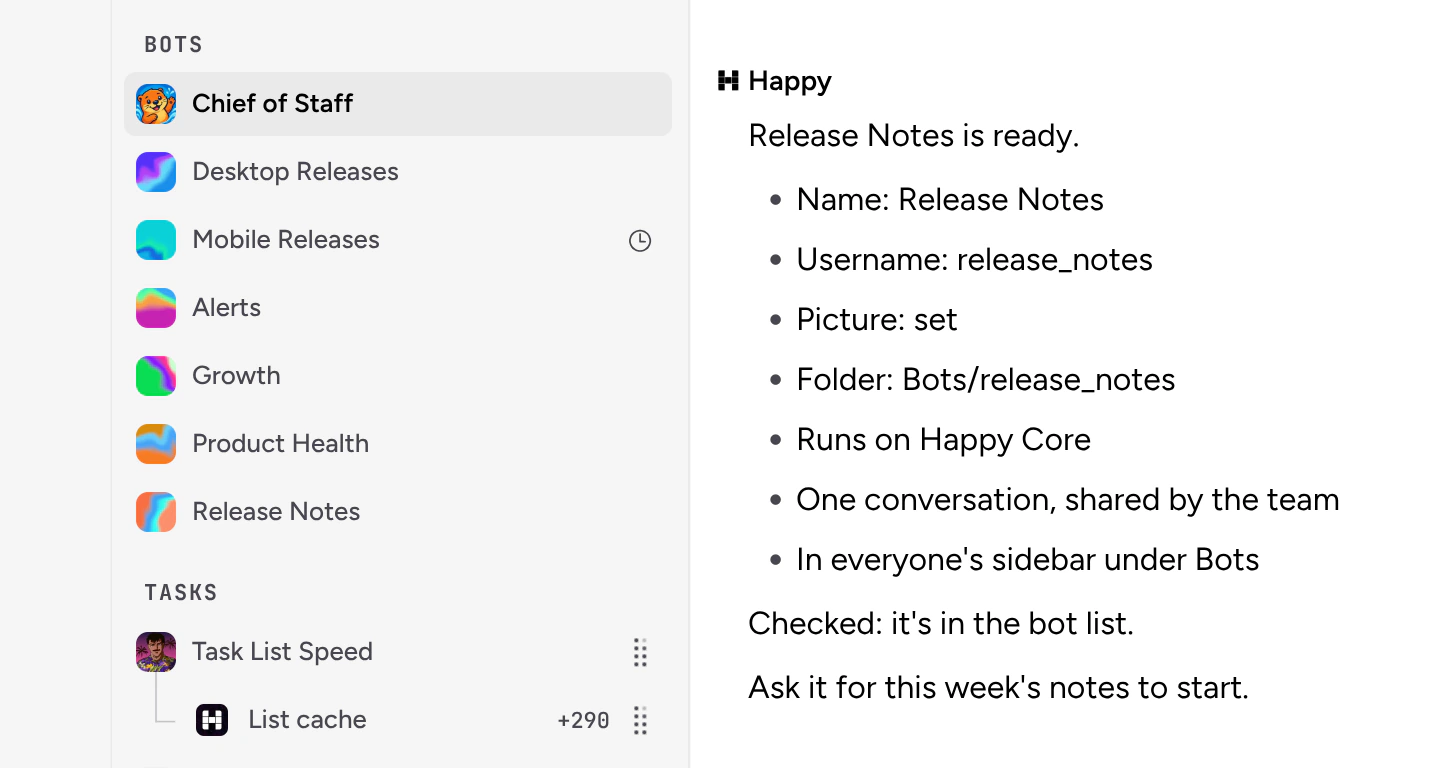 BOTS
Chief of Staff
Desktop Releases
Mobile Releases
Alerts
Growth
Product Health
Release Notes
TASKS
Task List Speed
List cache +290
Happy
Release Notes is ready.
• Name: Release Notes
• Username: release_notes
• Picture: set
• Folder: Bots/release_notes
• Runs on Happy Core
• One conversation, shared by the team
• In everyone's sidebar under Bots
Checked: it's in the bot list.
Ask it for this week's notes to start.